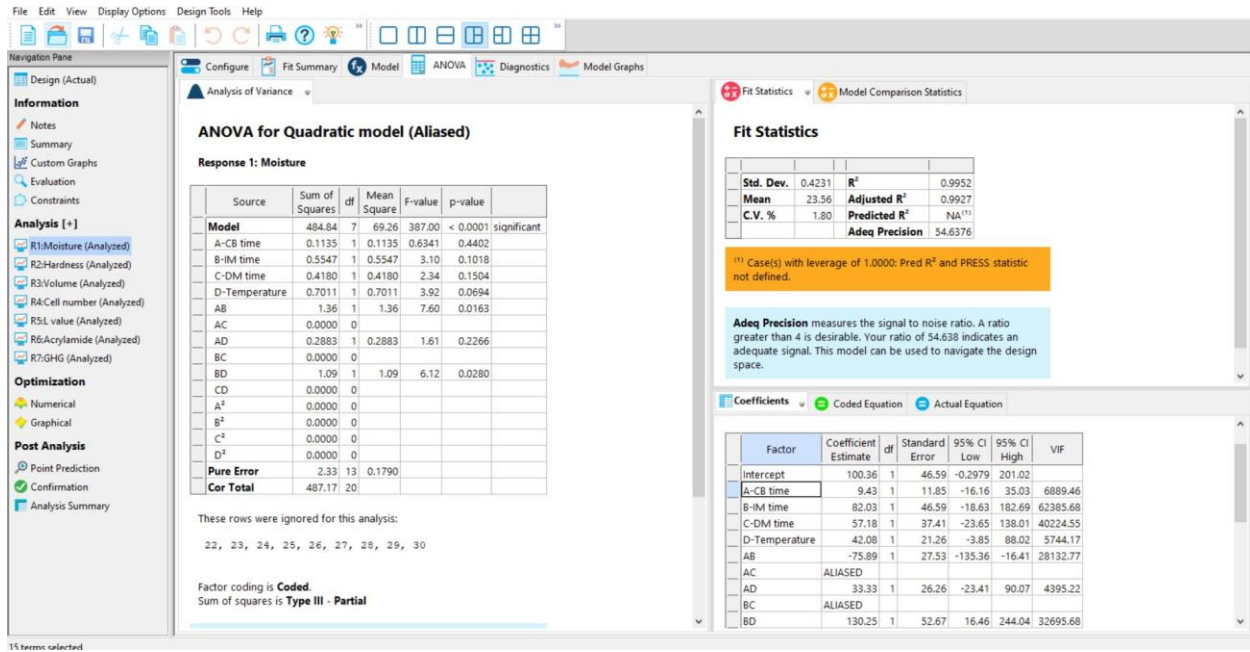 File Edit View Display Options Design Tools Help
Navigation Pane
Design (Actual)
Information
Notes
Summary
Custom Graphs
Evaluation
Constraints
Analysis [+]
R1:Moisture (Analyzed)
R2:Hardness (Analyzed)
R3:Volume (Analyzed)
R4:Cell number (Analyzed)
R5:L value (Analyzed)
R6:Acrylamide (Analyzed)
R7:GHG (Analyzed)
Optimization
Numerical
Graphical
Post Analysis
Point Prediction
Confirmation
Analysis Summary
Configure Fit Summary Model ANOVA Diagnostics Model Graphs
Analysis of Variance
ANOVA for Quadratic model (Aliased)
Response 1: Moisture
Source Sum of Squares df Mean Square F-value p-value
Model 484.84 7 69.26 387.00 < 0.0001 significant
A-CB time 0.1135 1 0.1135 0.6341 0.4402
B-IM time 0.5547 1 0.5547 3.10 0.1018
C-DM time 0.4180 1 0.4180 2.34 0.1504
D-Temperature 0.7011 1 0.7011 3.92 0.0694
AB 1.36 1 1.36 7.60 0.0163
AC 0.0000 0
AD 0.2883 1 0.2883 1.61 0.2266
BC 0.0000 0
BD 1.09 1 1.09 6.12 0.0280
CD 0.0000 0
A² 0.0000 0
B² 0.0000 0
C² 0.0000 0
D² 0.0000 0
Pure Error 2.33 13 0.1790
Cor Total 487.17 20
These rows were ignored for this analysis:
22, 23, 24, 25, 26, 27, 28, 29, 30
Factor coding is Coded.
Sum of squares is Type III - Partial
Fit Statistics Model Comparison Statistics
Fit Statistics
Std. Dev. 0.4231 R² 0.9952
Mean 23.56 Adjusted R² 0.9927
C.V. % 1.80 Predicted R² NA⁽¹⁾
Adeq Precision 54.6376
⁽¹⁾ Case(s) with leverage of 1.0000: Pred R² and PRESS statistic
not defined.
Adeq Precision measures the signal to noise ratio. A ratio
greater than 4 is desirable. Your ratio of 54.638 indicates an
adequate signal. This model can be used to navigate the design
space.
Coefficients Coded Equation Actual Equation
Factor Coefficient Estimate df Standard Error 95% CI Low 95% CI High VIF
Intercept 100.36 1 46.59 -0.2979 201.02
A-CB time 9.43 1 11.85 -16.16 35.03 6889.46
B-IM time 82.03 1 46.59 -18.63 182.69 62385.68
C-DM time 57.18 1 37.41 -23.65 138.01 40224.55
D-Temperature 42.08 1 21.26 -3.85 88.02 5744.17
AB -75.89 1 27.53 -135.36 -16.41 28132.77
AC ALIASED
AD 33.33 1 26.26 -23.41 90.07 4395.22
BC ALIASED
BD 130.25 1 52.67 16.46 244.04 32695.68
15 terms selected